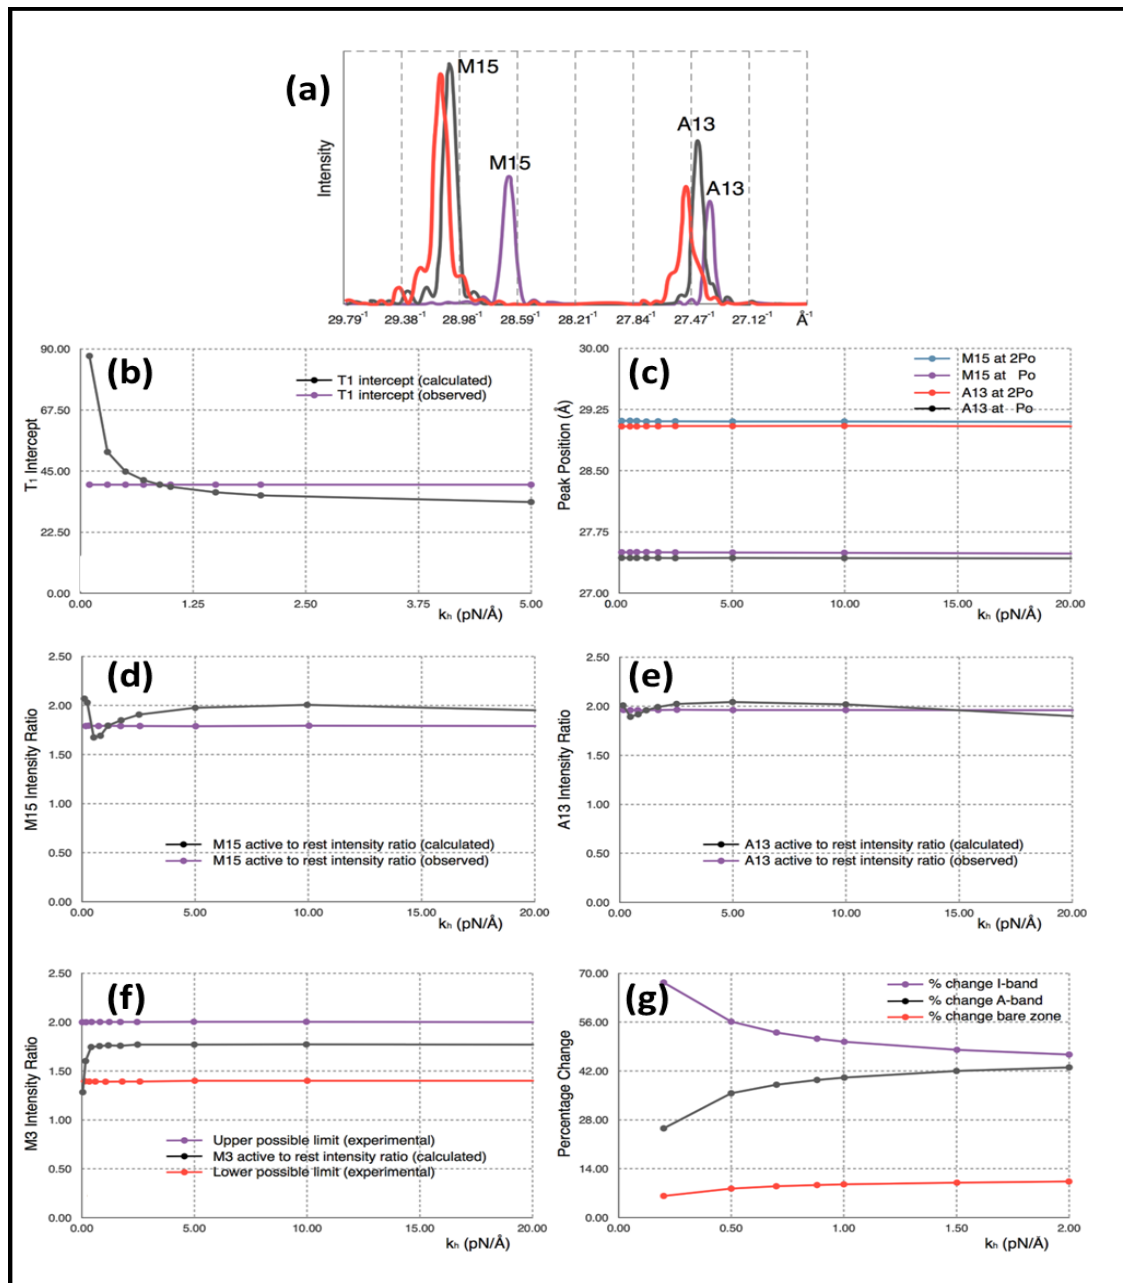 (a)
M15
A13
M15
A13
Intensity
29.79⁻¹ 29.38⁻¹ 28.98⁻¹ 28.59⁻¹ 28.21⁻¹ 27.84⁻¹ 27.47⁻¹ 27.12⁻¹ Å⁻¹
(b)
T₁ Intercept
90.00
67.50
45.00
22.50
0.00
T1 intercept (calculated)
T1 intercept (observed)
0.00 1.25 2.50 3.75 5.00
kₕ (pN/Å)
(c)
Peak Position (Å)
30.00
29.25
28.50
27.75
27.00
M15 at 2Po
M15 at Po
A13 at 2Po
A13 at Po
0.00 5.00 10.00 15.00 20.00
kₕ (pN/Å)
(d)
M15 Intensity Ratio
2.50
2.00
1.50
1.00
0.50
0.00
M15 active to rest intensity ratio (calculated)
M15 active to rest intensity ratio (observed)
0.00 5.00 10.00 15.00 20.00
kₕ (pN/Å)
(e)
A13 Intensity Ratio
2.50
2.00
1.50
1.00
0.50
0.00
A13 active to rest intensity ratio (calculated)
A13 active to rest intensity ratio (observed)
0.00 5.00 10.00 15.00 20.00
kₕ (pN/Å)
(f)
M3 Intensity Ratio
2.50
2.00
1.50
1.00
0.50
0.00
Upper possible limit (experimental)
M3 active to rest intensity ratio (calculated)
Lower possible limit (experimental)
0.00 5.00 10.00 15.00 20.00
kₕ (pN/Å)
(g)
Percentage Change
70.00
56.00
42.00
28.00
14.00
0.00
% change I-band
% change A-band
% change bare zone
0.00 0.50 1.00 1.50 2.00
kₕ (pN/Å)